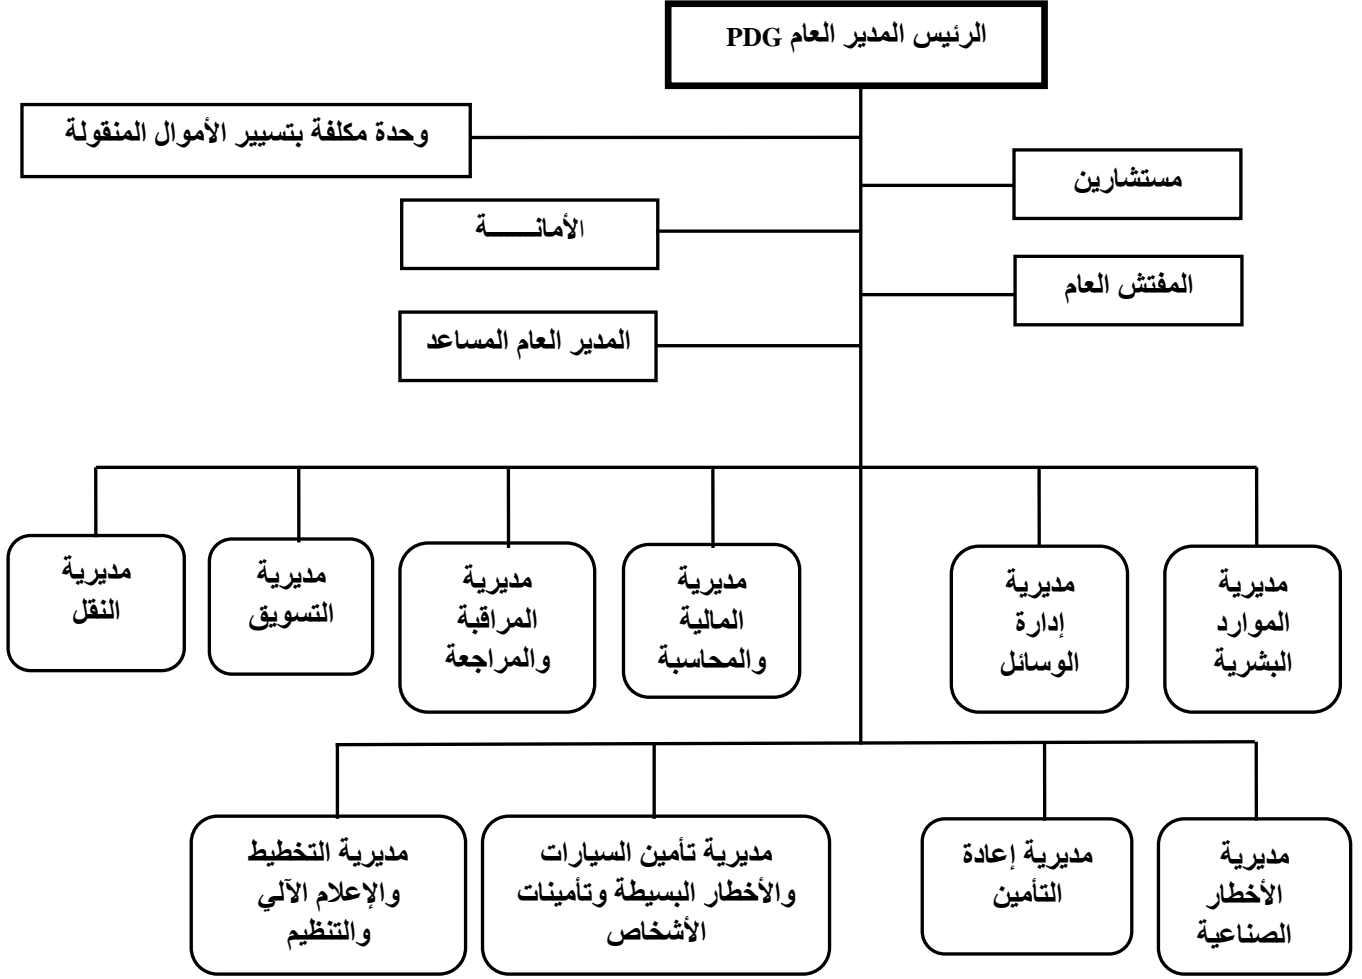 الرئيس المدير العام PDG
وحدة مكلفة بتسيير الأموال المنقولة
مستشارين
الأمانـــــــة
المفتش العام
المدير العام المساعد
مديرية
الموارد
البشرية
مديرية
إدارة
الوسائل
مديرية
المالية
والمحاسبة
مديرية
المراقبة
والمراجعة
مديرية
التسويق
مديرية
النقل
مديرية
الأخطار
الصناعية
مديرية إعادة
التأمين
مديرية تأمين السيارات
والأخطار البسيطة وتأمينات
الأشخاص
مديرية التخطيط
والإعلام الآلي
والتنظيم